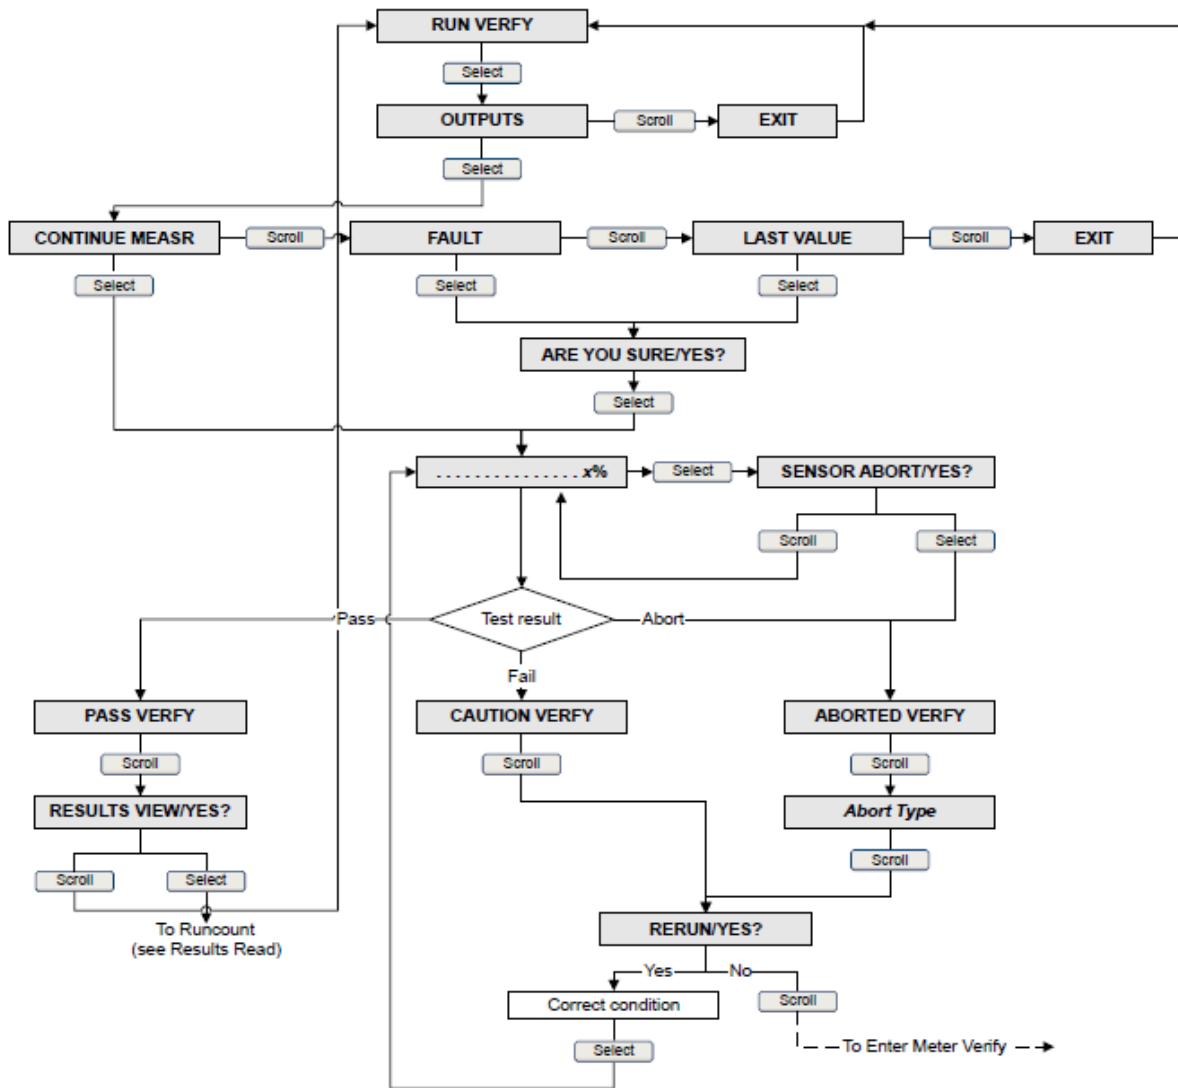 RUN VERFY
Select
OUTPUTS
Scroll
EXIT
Select
CONTINUE MEASR
Scroll
FAULT
Scroll
LAST VALUE
Scroll
EXIT
Select
Select
Select
ARE YOU SURE/YES?
Select
. . . . . . . . . . . . . . . x%
Select
SENSOR ABORT/YES?
Scroll
Select
Pass
Test result
Abort
Fail
PASS VERFY
CAUTION VERFY
ABORTED VERFY
Scroll
Scroll
Scroll
RESULTS VIEW/YES?
Abort Type
Scroll
Select
Scroll
To Runcount
(see Results Read)
RERUN/YES?
Yes
No
Correct condition
Scroll
Select
To Enter Meter Verify